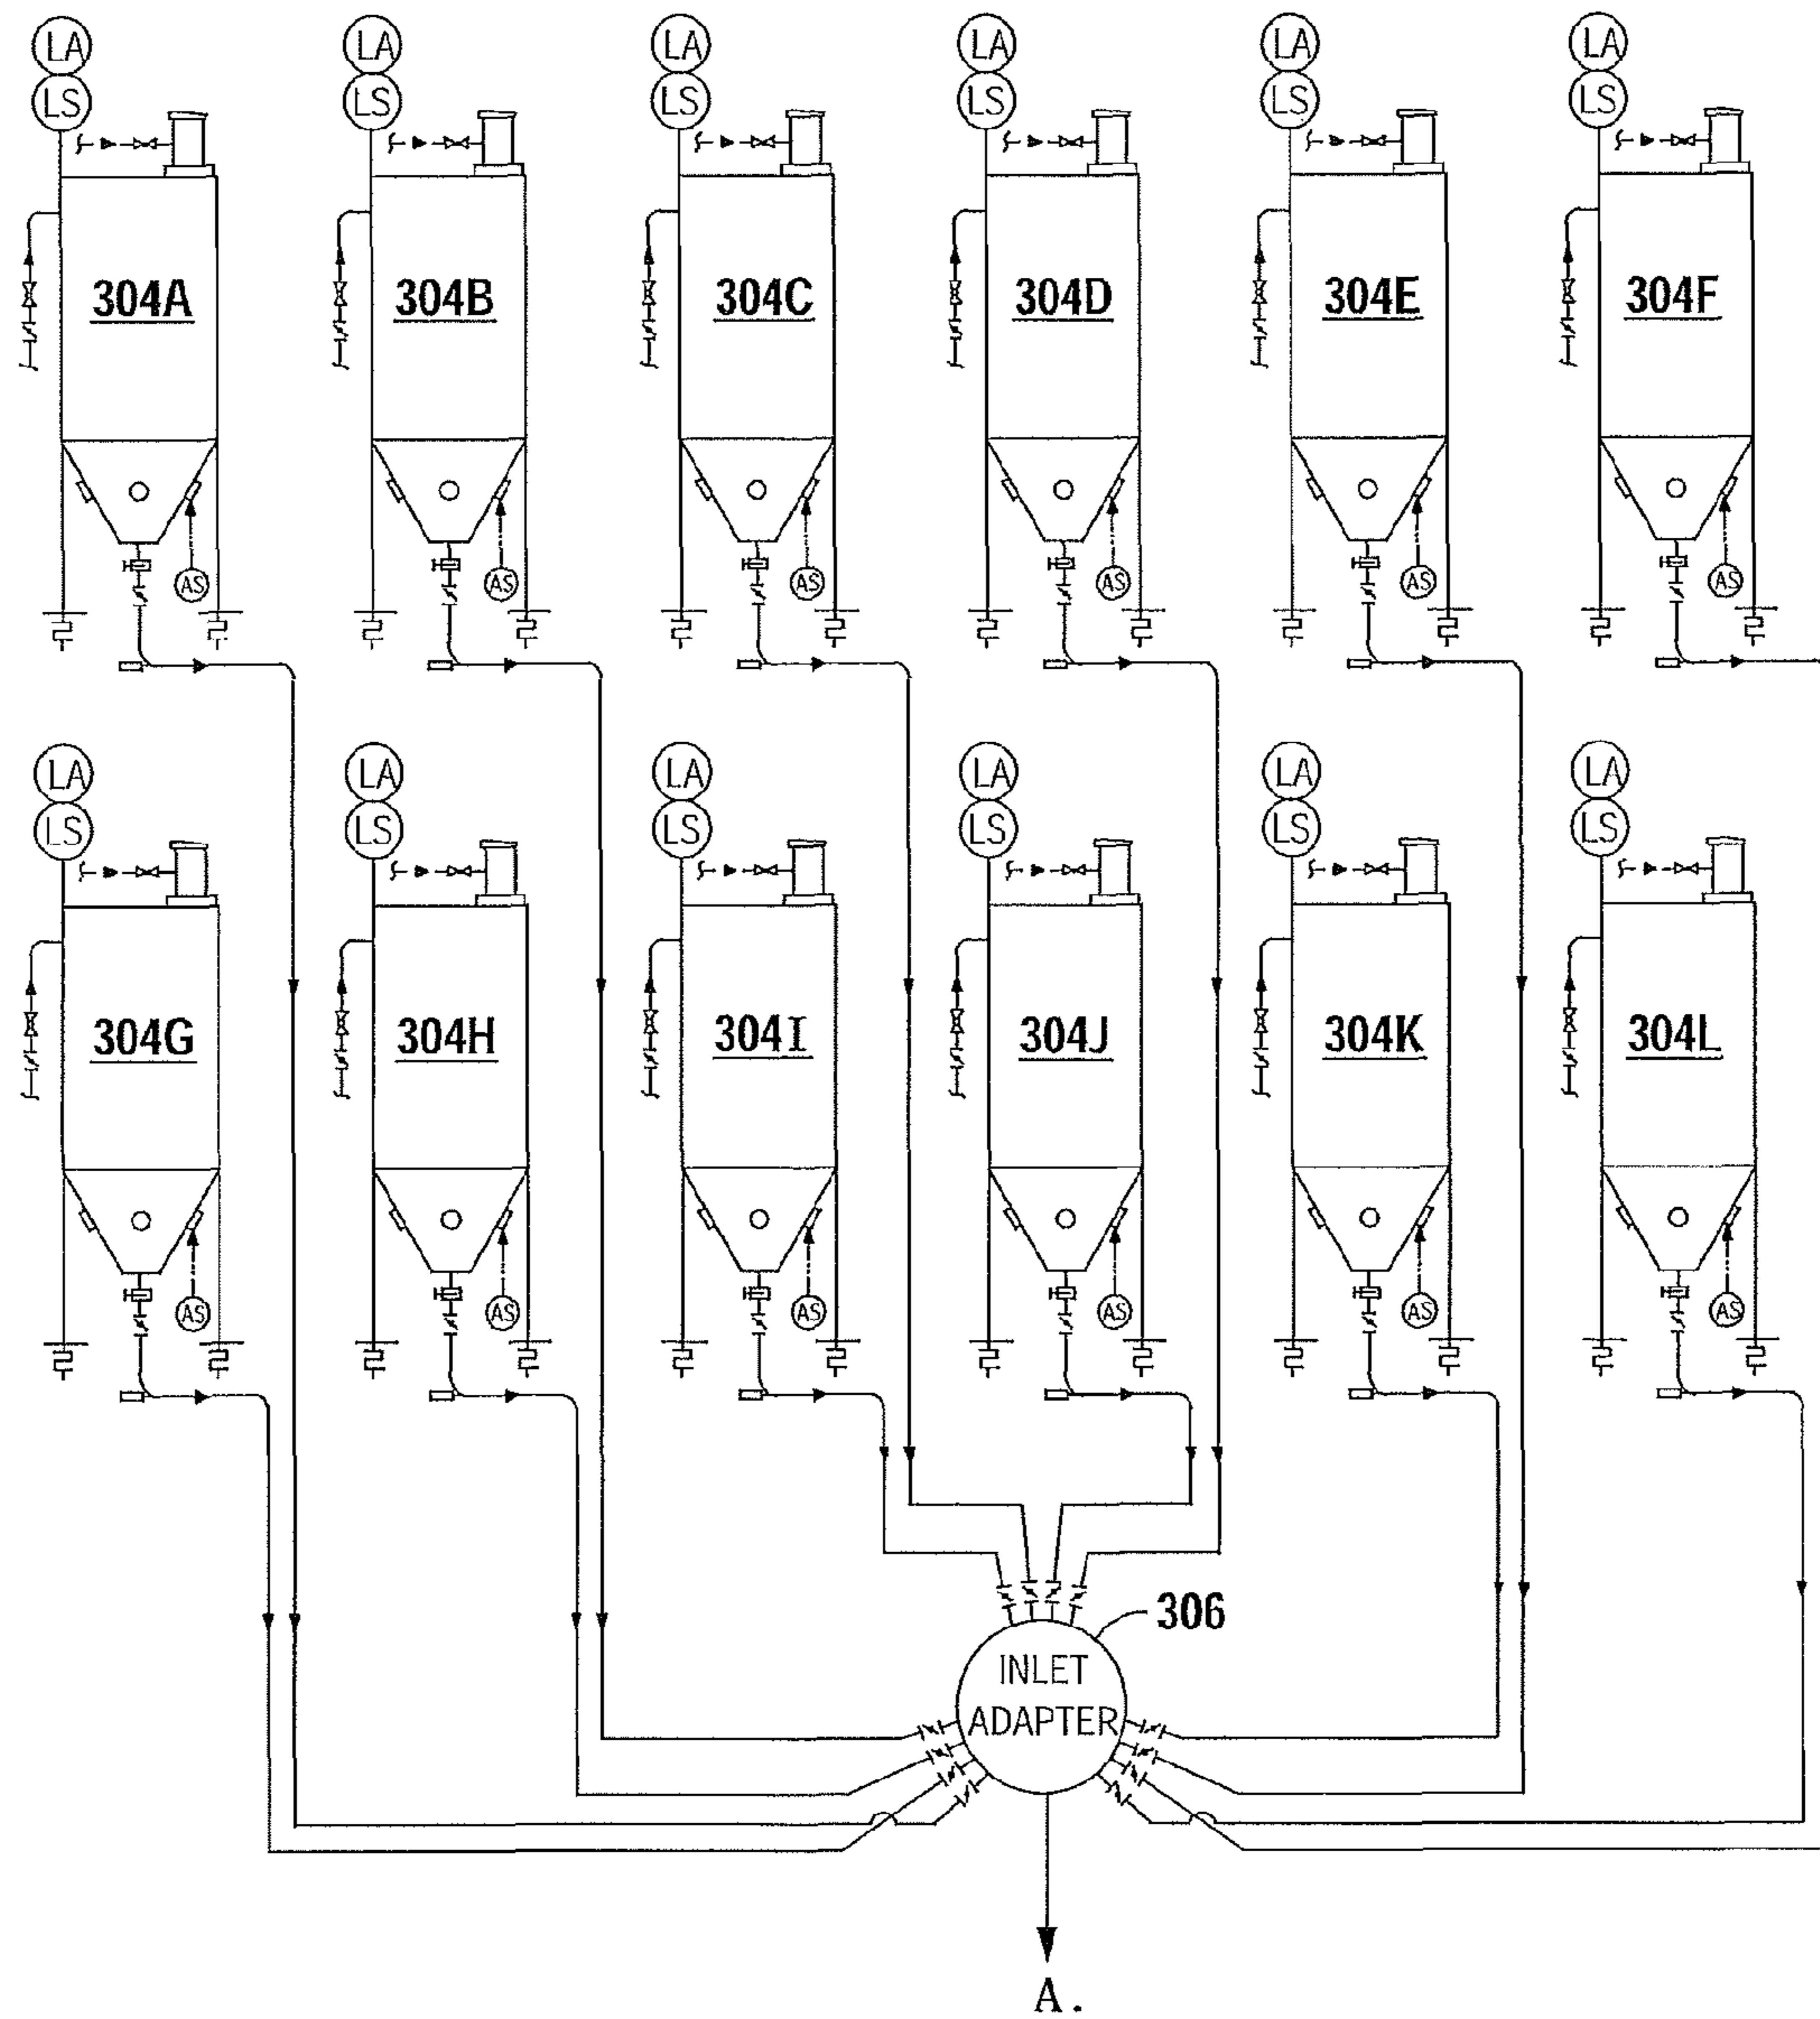 LA LA LA LA LA LA
LS LS LS LS LS LS
304A 304B 304C 304D 304E 304F
AS AS AS AS AS AS
LA LA LA LA LA LA
LS LS LS LS LS LS
304G 304H 304I 304J 304K 304L
AS AS AS AS AS AS
306
INLET
ADAPTER
A.